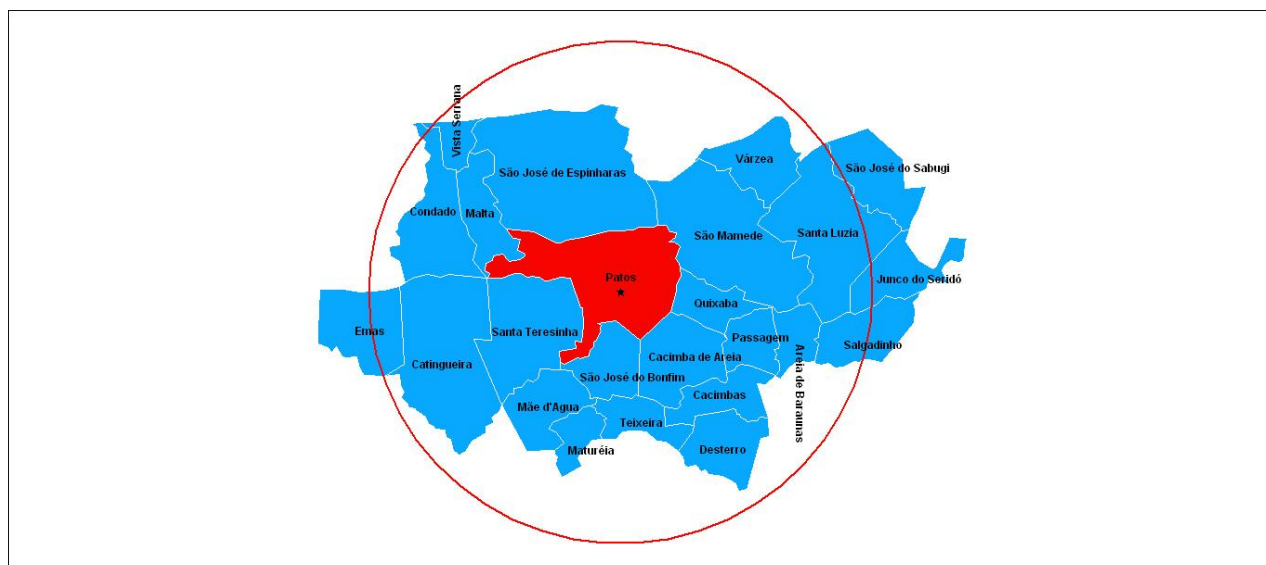 Vista Serrana
São José de Espinharas
Várzea
São José do Sabugi
Condado
Malta
São Mamede
Santa Luzia
Patos
Junco do Seridó
Quixaba
Emas
Santa Teresinha
Passagem
Salgadinho
Catingueira
Cacimba de Areia
Areia de Baraunas
São José do Bonfim
Cacimbas
Mãe d'Agua
Teixeira
Maturéia
Desterro